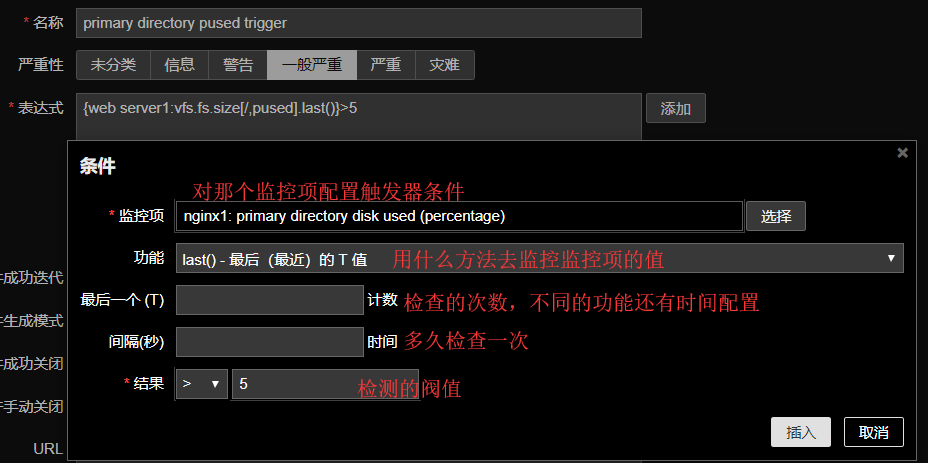 * 名称 primary directory pused trigger
严重性 未分类 信息 警告 一般严重 严重 灾难
* 表达式 {web server1:vfs.fs.size[/,pused].last()}>5 添加
条件
对那个监控项配置触发器条件
* 监控项 nginx1: primary directory disk used (percentage) 选择
功能 last() - 最后（最近）的 T 值 用什么方法去监控监控项的值
件成功迭代
最后一个 (T) 计数 检查的次数，不同的功能还有时间配置
件生成模式
间隔(秒) 时间 多久检查一次
件成功关闭
* 结果 > 5 检测的阀值
件手动关闭
插入 取消
URL